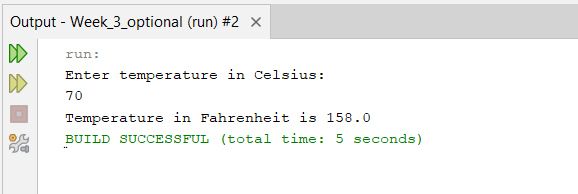 Output - Week_3_optional (run) #2
run:
Enter temperature in Celsius:
70
Temperature in Fahrenheit is 158.0
BUILD SUCCESSFUL (total time: 5 seconds)